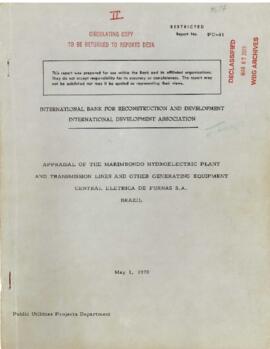 II
RESTRICTED
CIRCULATING COPY
Report No. PU-41
TO BE RETURNED TO REPORTS DESK
DECLASSIFIED
WBG ARCHIVES
This report was prepared for use within the Bank and its affiliated organizations.
They do not accept responsibility for its accuracy or completeness. The report may
not be published nor may it be quoted as representing their views.
INTERNATIONAL BANK FOR RECONSTRUCTION AND DEVELOPMENT
INTERNATIONAL DEVELOPMENT ASSOCIATION
APPRAISAL OF THE MARIMBONDO HYDROELECTRIC PLANT
AND TRANSMISSION LINES AND OTHER GENERATING EQUIPMENT
CENTRAL ELETRICA DE FURNAS S.A.
BRAZIL
May 1, 1970
Public Utilities Projects Department